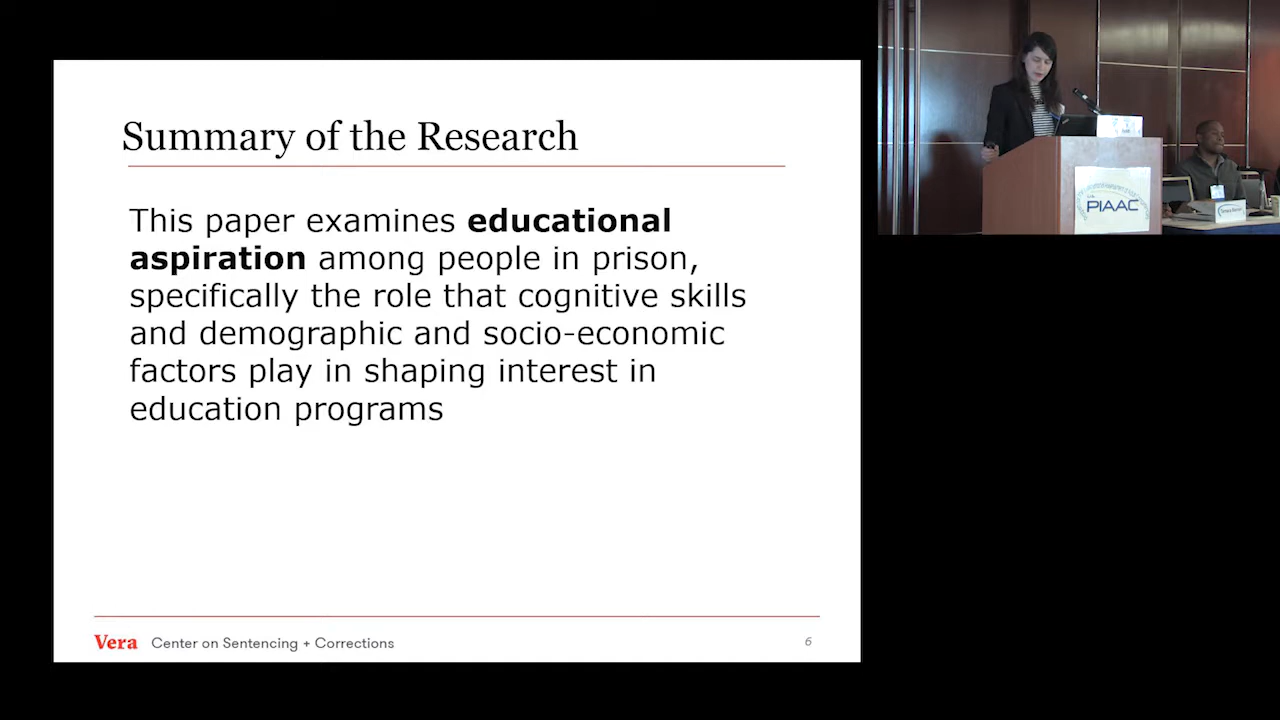 Summary of the Research
This paper examines educational
aspiration among people in prison,
specifically the role that cognitive skills
and demographic and socio-economic
factors play in shaping interest in
education programs
Vera Center on Sentencing + Corrections
6
PIAAC